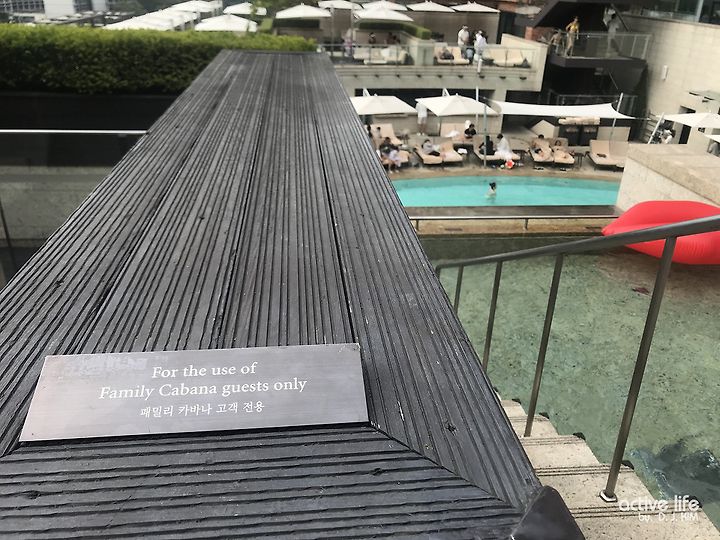 For the use of
Family Cabana guests only
패밀리 카바나 고객 전용
active life
by. D. J. KIM